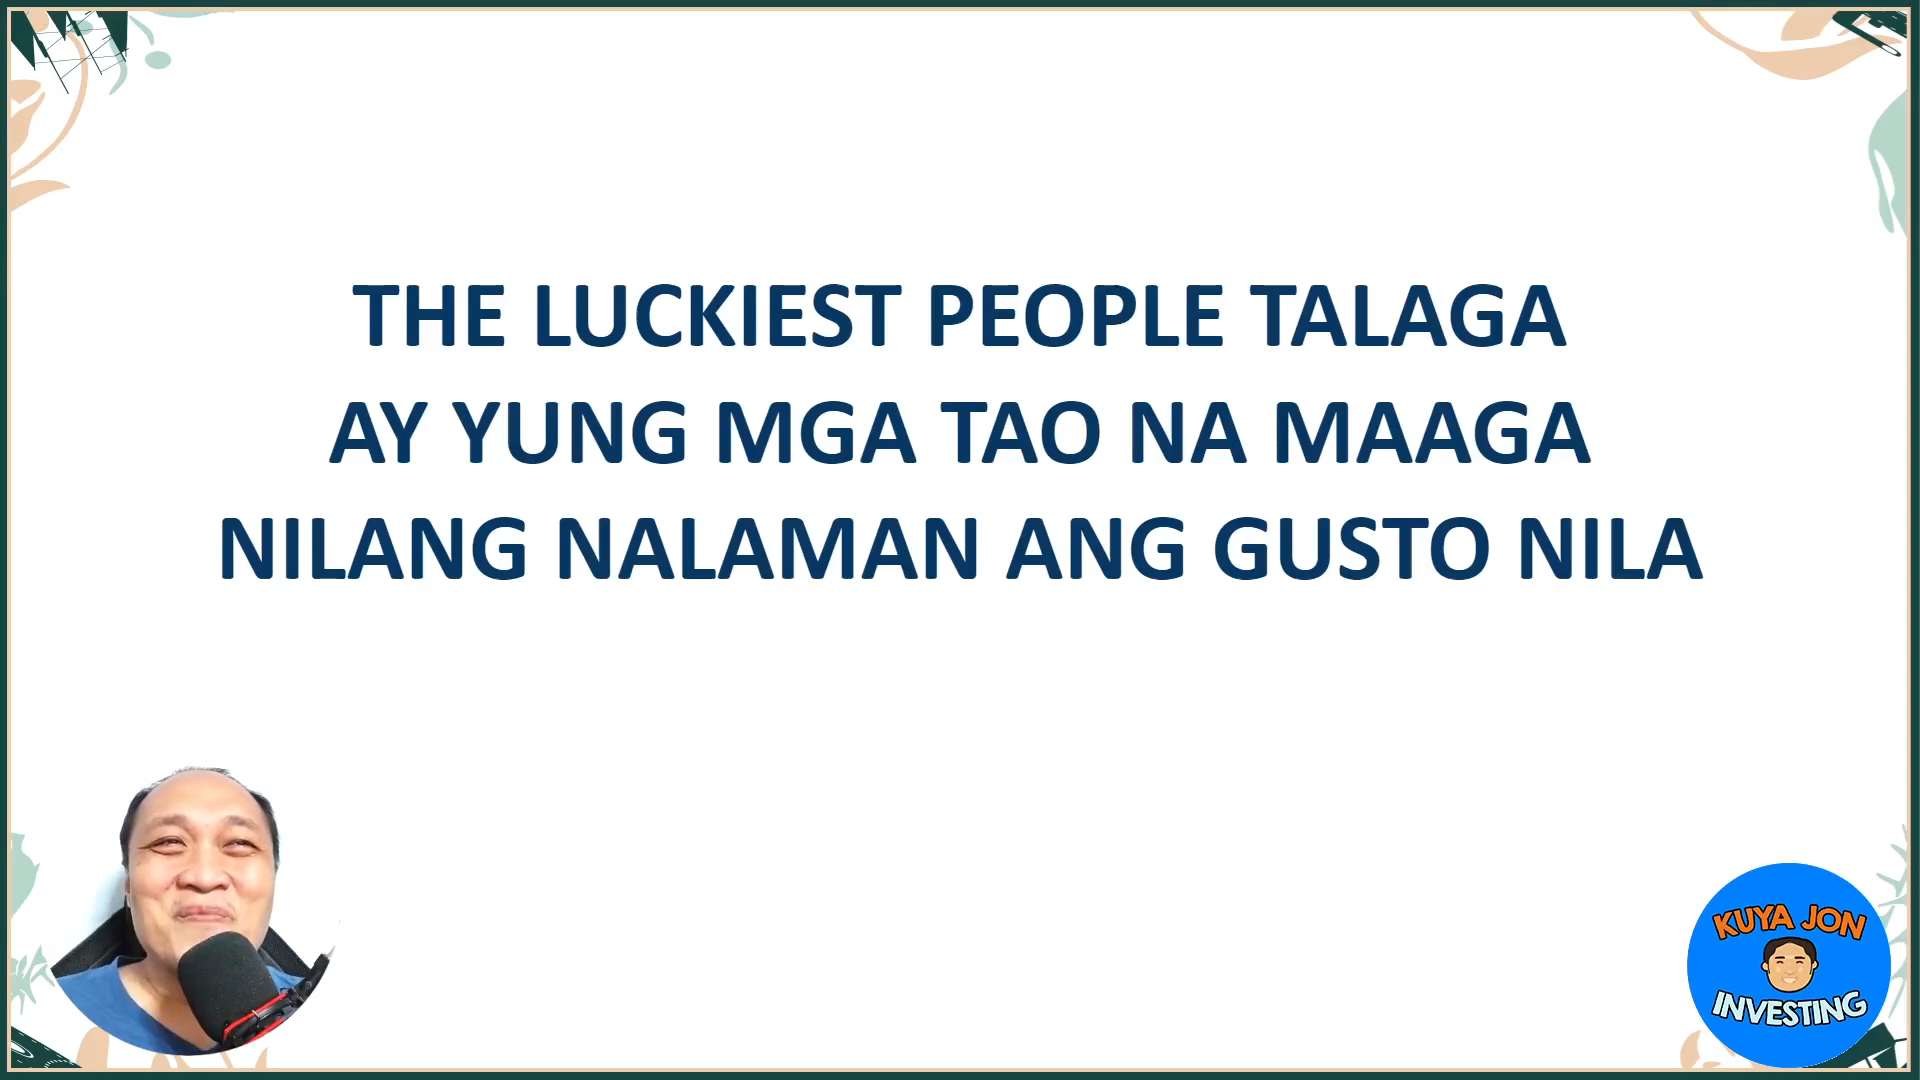 THE LUCKIEST PEOPLE TALAGA
AY YUNG MGA TAO NA MAAGA
NILANG NALAMAN ANG GUSTO NILA
KUYA JON
INVESTING